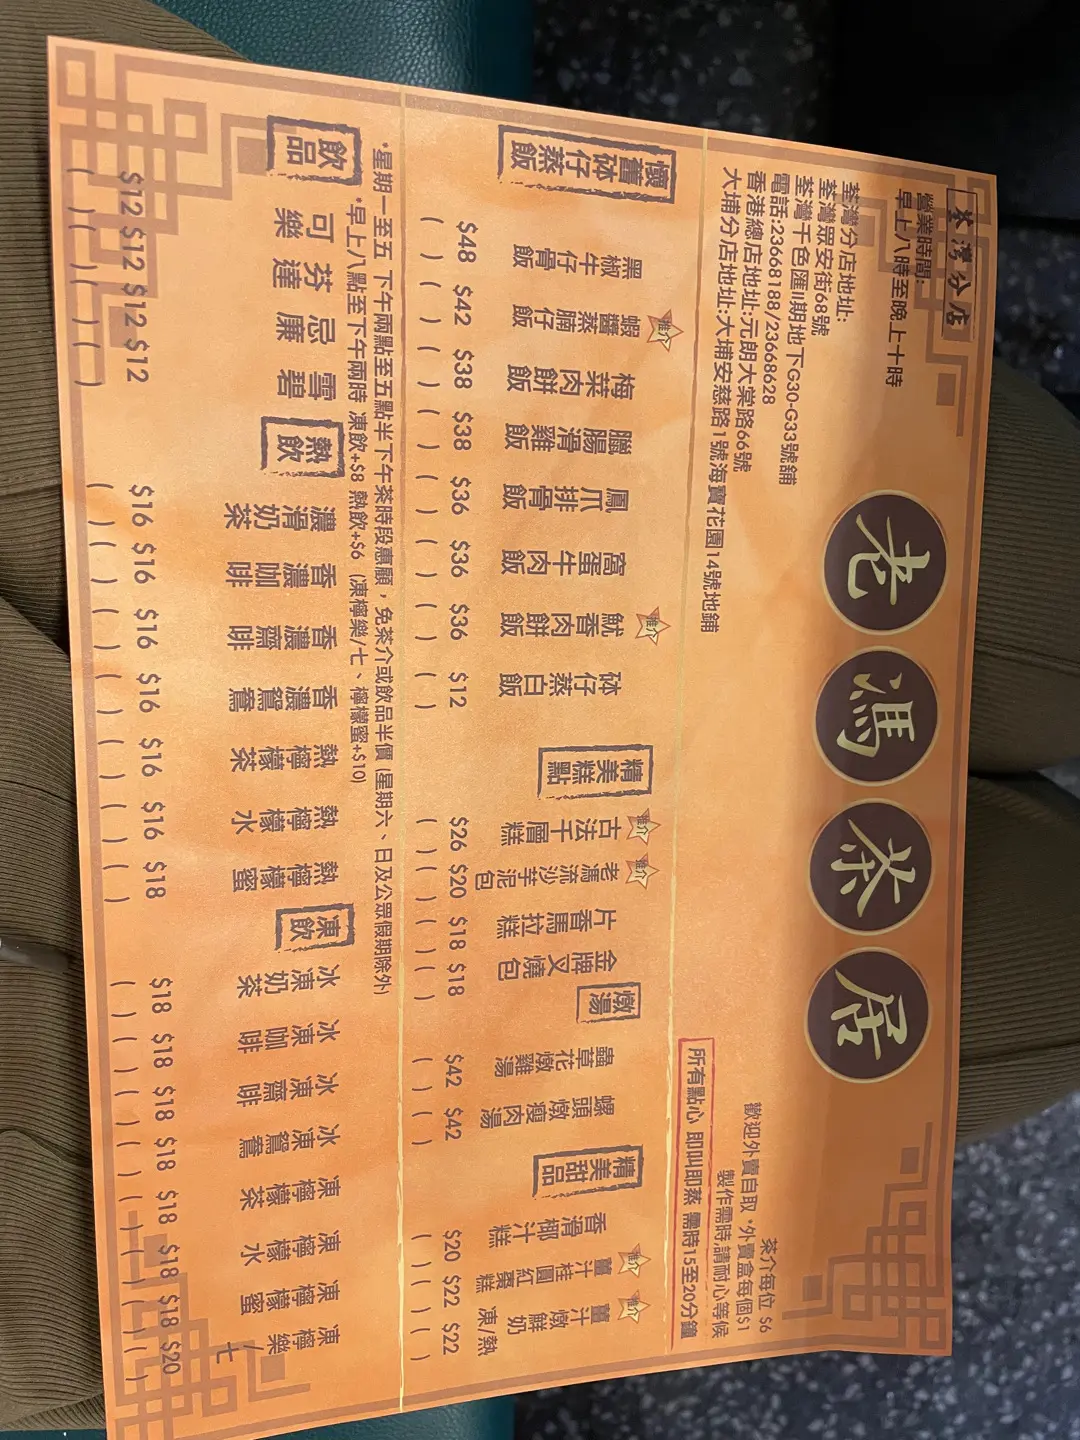 荃灣分店
營業時間:
早上八時至晚上十時
荃灣分店地址:
荃灣眾安街68號
荃灣千色匯II期地下G30-G33號舖
電話:23668188/23668628
香港總店地址:元朗大棠路66號
大埔分店地址:大埔安慈路1號海寶花園14號地舖
老馮茶居
茶介每位 $6
歡迎外賣自取 *外賣盒每個$1
製作需時,請耐心等候
所有點心 即叫即蒸 需時15至20分鐘
懷舊砵仔蒸飯
黑椒牛仔骨飯 $48 ( )
推介 蝦醬蒸腩仔飯 $42 ( )
梅菜肉餅飯 $38 ( )
臘腸滑雞飯 $38 ( )
鳳爪排骨飯 $36 ( )
窩蛋牛肉飯 $36 ( )
推介 魷香肉餅飯 $36 ( )
砵仔蒸白飯 $12 ( )
精美糕點
推介 古法千層糕 $26 ( )
推介 老馮流沙芋泥包 $20 ( )
片香馬拉糕 $18 ( )
金牌叉燒包 $18 ( )
燉湯
蟲草花燉雞湯 $42 ( )
螺頭燉瘦肉湯 $42 ( )
精美甜品
香滑椰汁糕 $20 ( )
推介 薑汁桂圓紅棗糕 $22 ( )
推介 薑汁燉鮮奶 凍/熱 $22 ( )
*星期一至五 下午兩點至五點半下午茶時段惠顧，免茶介或飲品半價 (星期六、日及公眾假期除外)
*早上八點至下午兩時 凍飲+$8 熱飲+$6 (凍檸樂/七、檸檬蜜+$10)
飲品
可樂 $12 ( )
芬達 $12 ( )
忌廉 $12 ( )
雪碧 $12 ( )
熱飲
濃滑奶茶 $16 ( )
香濃咖啡 $16 ( )
香濃齋啡 $16 ( )
香濃鴛鴦 $16 ( )
熱檸檬茶 $16 ( )
熱檸檬水 $16 ( )
熱檸檬蜜 $18 ( )
凍飲
冰凍奶茶 $18 ( )
冰凍咖啡 $18 ( )
冰凍齋啡 $18 ( )
冰凍鴛鴦 $18 ( )
凍檸檬茶 $18 ( )
凍檸檬水 $18 ( )
凍檸檬蜜 $18 ( )
凍檸樂/七 $20 ( )